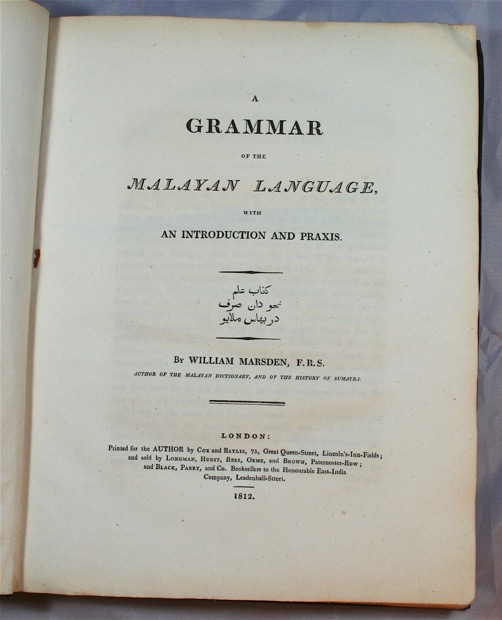 A
GRAMMAR
OF THE
MALAYAN LANGUAGE,
WITH
AN INTRODUCTION AND PRAXIS.
كتاب علم
نحو دان صرف
در بهاس ملايو
By WILLIAM MARSDEN, F.R.S.
AUTHOR OF THE MALAYAN DICTIONARY, AND OF THE HISTORY OF SUMATRA.
LONDON:
Printed for the AUTHOR by Cox and Baylis, 75, Great Queen-Street, Lincoln's-Inn-Fields;
and sold by Longman, Hurst, Rees, Orme, and Brown, Paternoster-Row;
and Black, Parry, and Co. Booksellers to the Honourable East-India
Company, Leadenhall-Street.
1812.